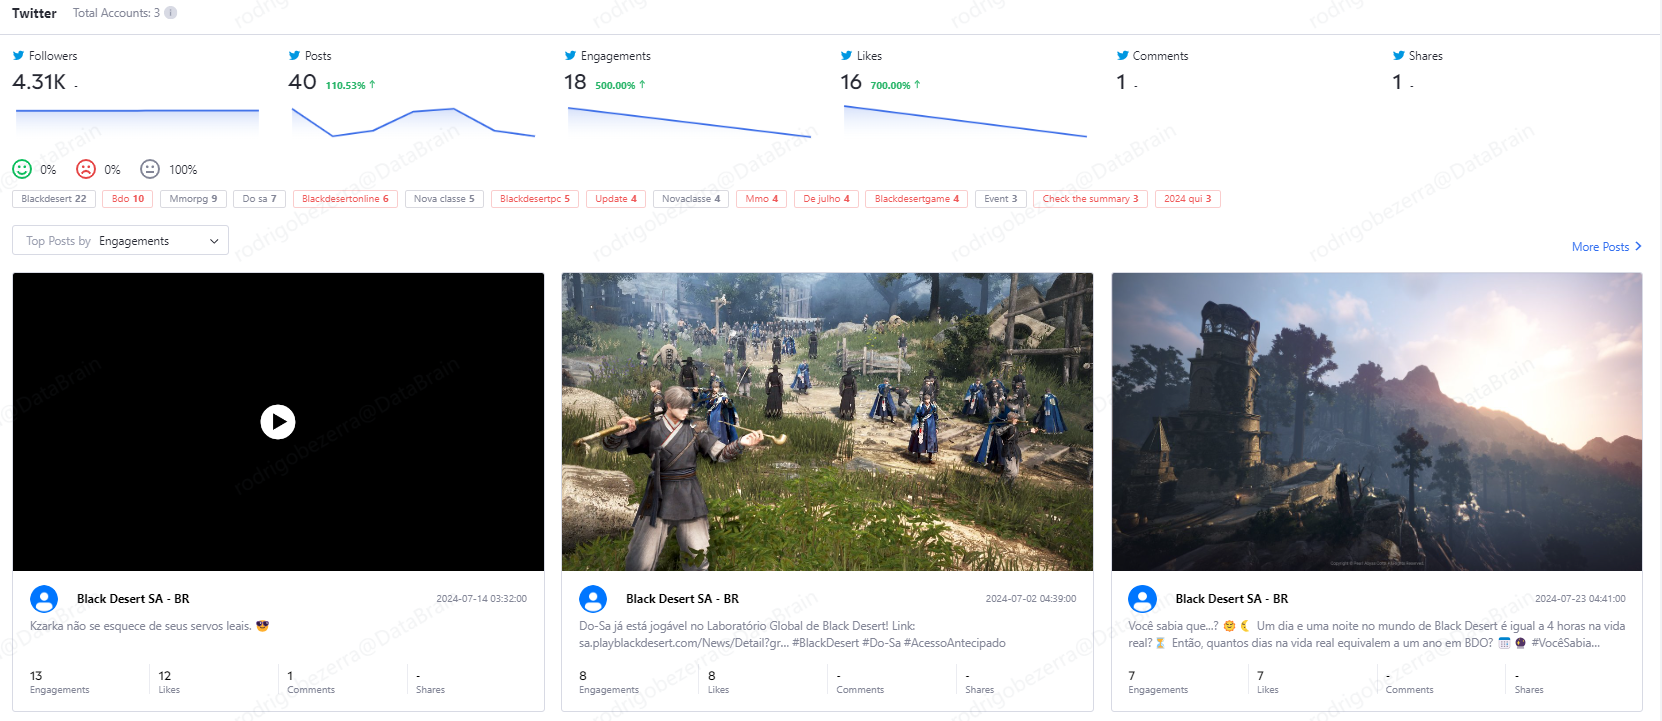 Twitter Total Accounts: 3
Followers Posts Engagements Likes Comments Shares
4.31K - 40 110.53% ↑ 18 500.00% ↑ 16 700.00% ↑ 1 - 1 -
0% 0% 100%
Blackdesert 22 Bdo 10 Mmorpg 9 Do sa 7 Blackdesertonline 6 Nova classe 5 Blackdesertpc 5 Update 4 Novaclasse 4 Mmo 4 De julho 4 Blackdesertgame 4 Event 3 Check the summary 3 2024 qui 3
Top Posts by Engagements
More Posts
Black Desert SA - BR 2024-07-14 03:32:00
Kzarka não se esquece de seus servos leais. 😎
13 12 1 -
Engagements Likes Comments Shares
Black Desert SA - BR 2024-07-02 04:39:00
Do-Sa já está jogável no Laboratório Global de Black Desert! Link:
sa.playblackdesert.com/News/Detail?gr... #BlackDesert #Do-Sa #AcessoAntecipado
8 8 - -
Engagements Likes Comments Shares
Black Desert SA - BR 2024-07-23 04:41:00
Você sabia que...? 🌞 🌜 Um dia e uma noite no mundo de Black Desert é igual a 4 horas na vida
real? ⏳ Então, quantos dias na vida real equivalem a um ano em BDO? 🗓 🔮 #VocêSabia...
7 7 - -
Engagements Likes Comments Shares
rodrigobezerra@DataBrain